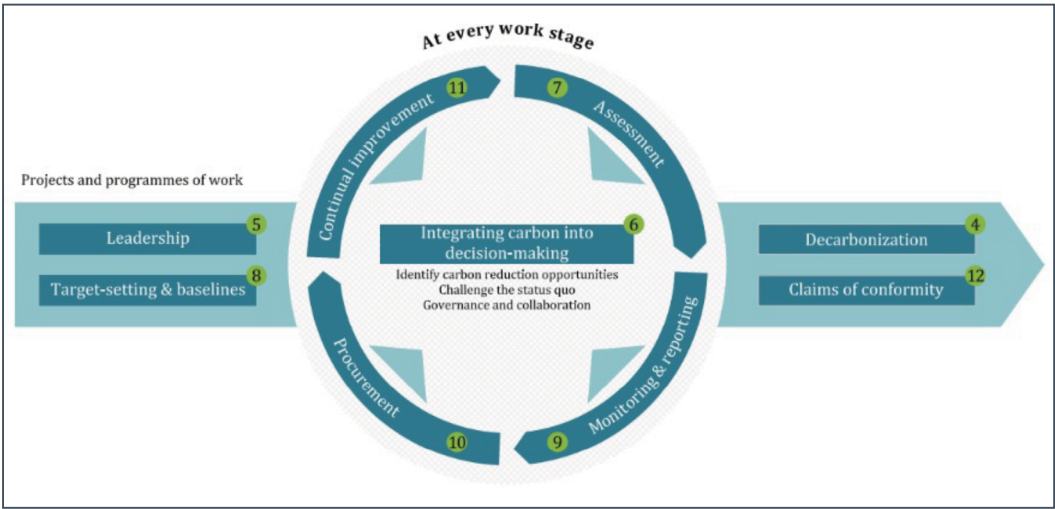 At every work stage
Projects and programmes of work
5
Leadership
8
Target-setting & baselines
11
Continual improvement
7
Assessment
6
Integrating carbon into
decision-making
Identify carbon reduction opportunities
Challenge the status quo
Governance and collaboration
10
Procurement
9
Monitoring & reporting
4
Decarbonization
12
Claims of conformity